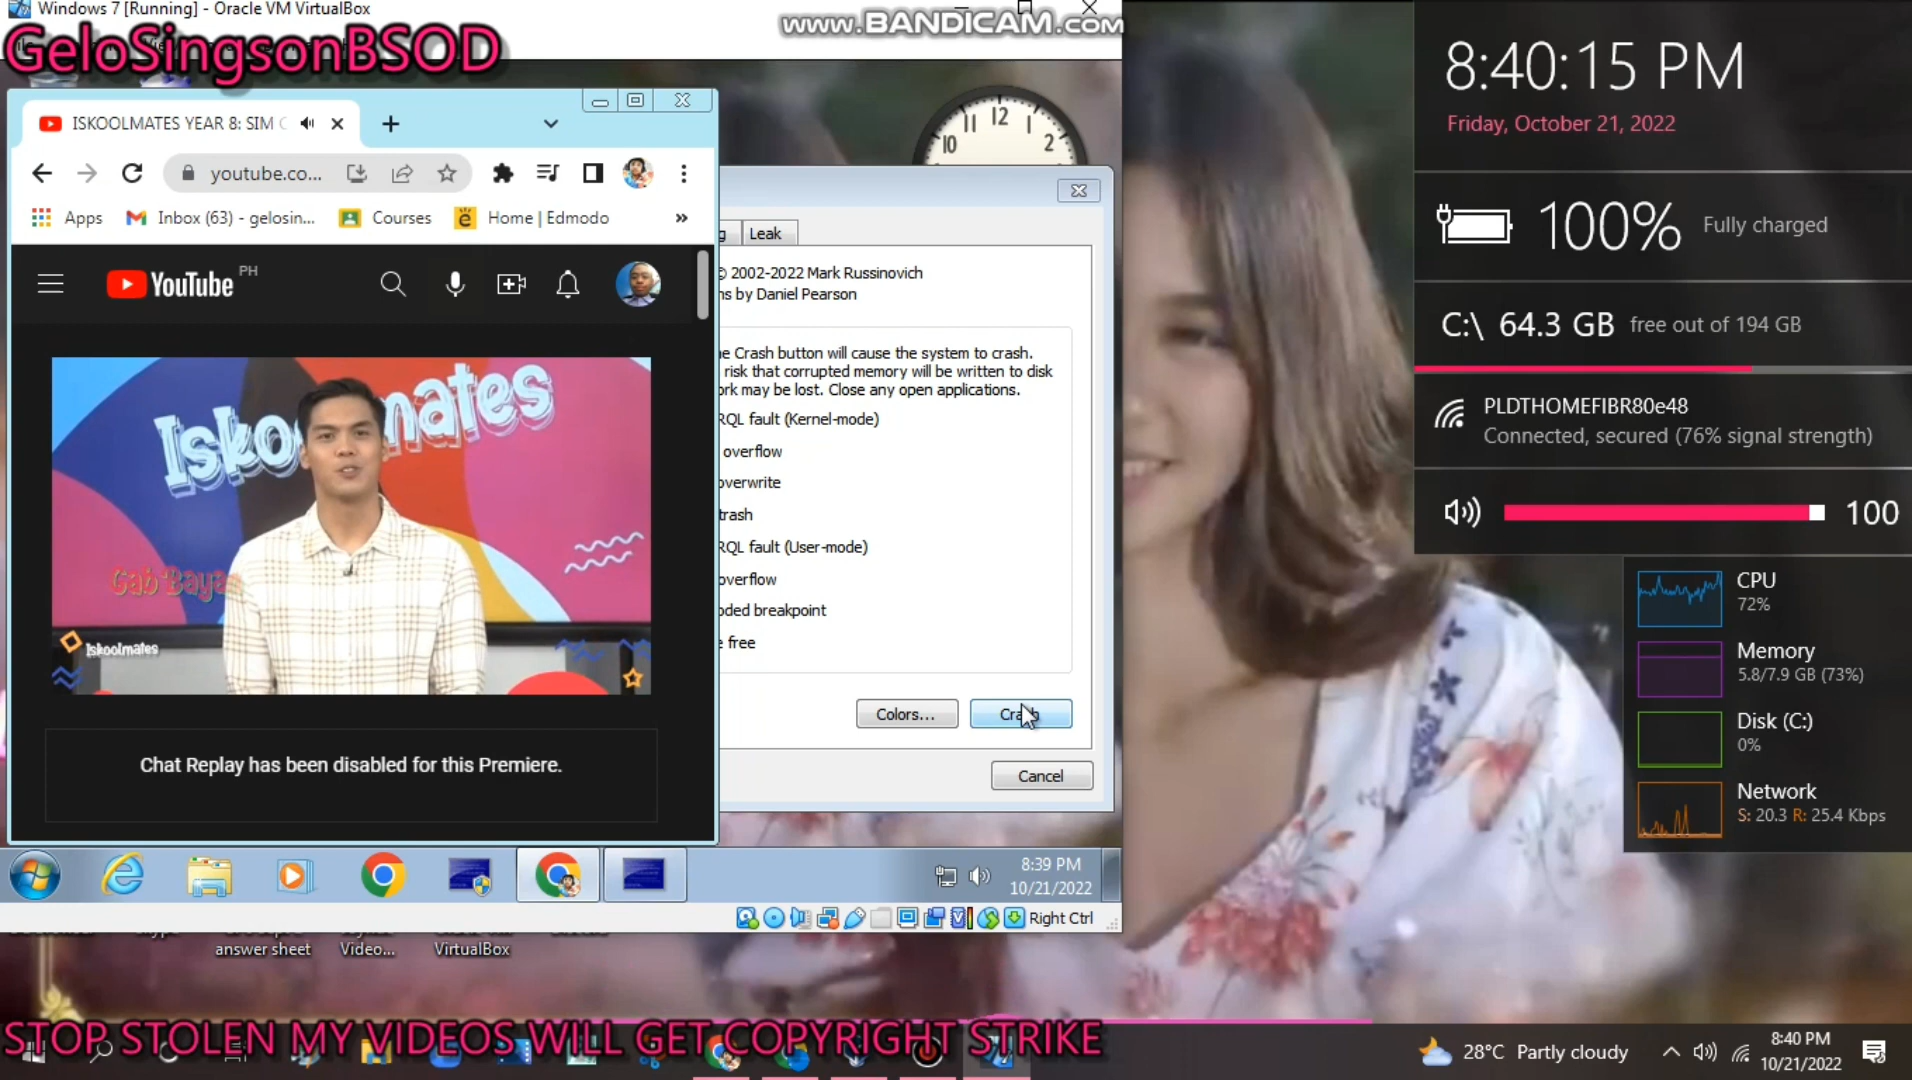 Windows 7 [Running] - Oracle VM VirtualBox
www.BANDICAM.com
GeloSingsonBSOD
ISKOOLMATES YEAR 8: SIM
youtube.co...
Apps
Inbox (63) - gelosin...
Courses
Home | Edmodo
»
YouTube PH
Iskoolmates
Gab Bayan
Iskoolmates
Chat Replay has been disabled for this Premiere.
12
11
1
10
2
g
Leak
© 2002-2022 Mark Russinovich
ns by Daniel Pearson
e Crash button will cause the system to crash.
risk that corrupted memory will be written to disk
ork may be lost. Close any open applications.
RQL fault (Kernel-mode)
overflow
overwrite
trash
RQL fault (User-mode)
overflow
oded breakpoint
e free
Colors...
Crash
Cancel
8:39 PM
10/21/2022
Right Ctrl
answer sheet
Video...
VirtualBox
8:40:15 PM
Friday, October 21, 2022
100% Fully charged
C:\ 64.3 GB free out of 194 GB
PLDTHOMEFIBR80e48
Connected, secured (76% signal strength)
100
CPU
72%
Memory
5.8/7.9 GB (73%)
Disk (C:)
0%
Network
S: 20.3 R: 25.4 Kbps
STOP STOLEN MY VIDEOS WILL GET COPYRIGHT STRIKE
28°C Partly cloudy
8:40 PM
10/21/2022